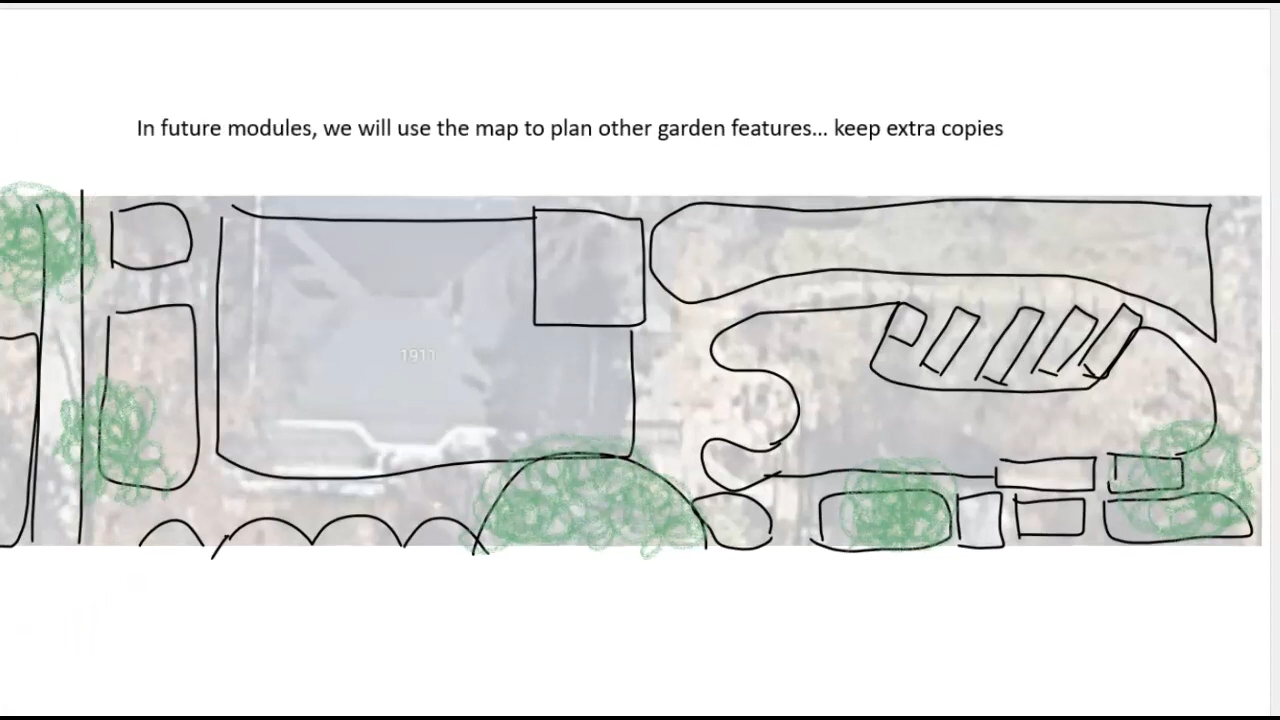 In future modules, we will use the map to plan other garden features... keep extra copies
1911